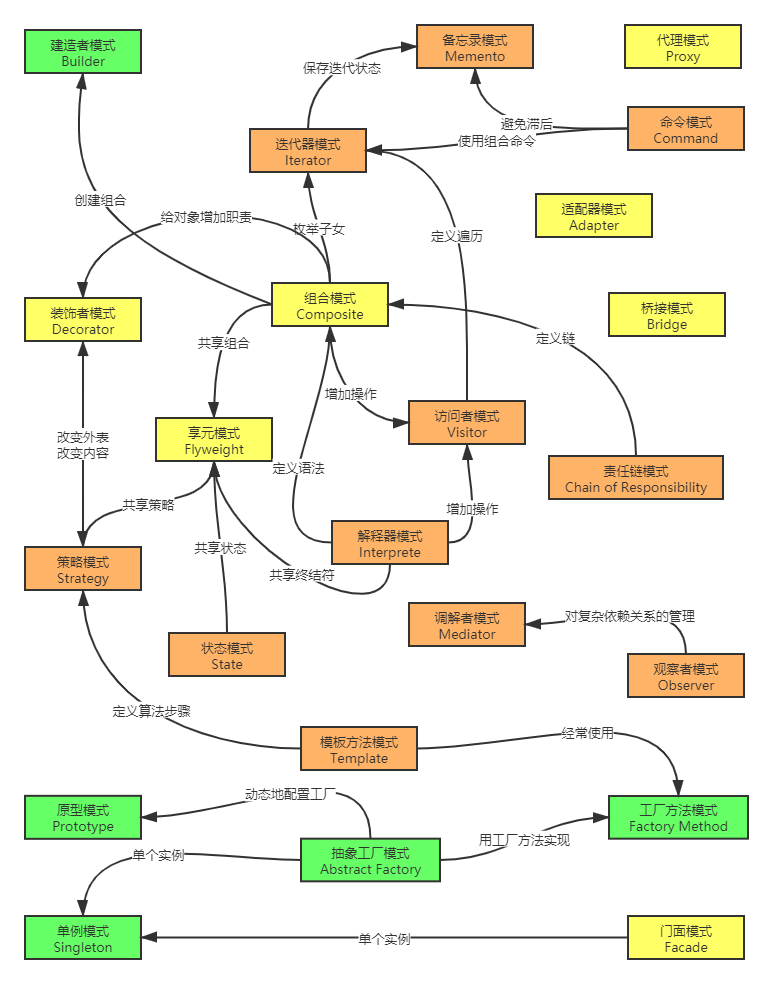 建造者模式
Builder
备忘录模式
Memento
代理模式
Proxy
保存迭代状态
避免滞后
命令模式
Command
使用组合命令
迭代器模式
Iterator
创建组合
给对象增加职责
枚举子女
定义遍历
适配器模式
Adapter
装饰者模式
Decorator
组合模式
Composite
桥接模式
Bridge
共享组合
定义链
增加操作
改变外表
改变内容
享元模式
Flyweight
访问者模式
Visitor
定义语法
责任链模式
Chain of Responsibility
共享策略
增加操作
策略模式
Strategy
共享状态
解释器模式
Interprete
共享终结符
调解者模式
Mediator
对复杂依赖关系的管理
状态模式
State
观察者模式
Observer
定义算法步骤
模板方法模式
Template
经常使用
原型模式
Prototype
动态地配置工厂
工厂方法模式
Factory Method
单个实例
抽象工厂模式
Abstract Factory
用工厂方法实现
单例模式
Singleton
单个实例
门面模式
Facade